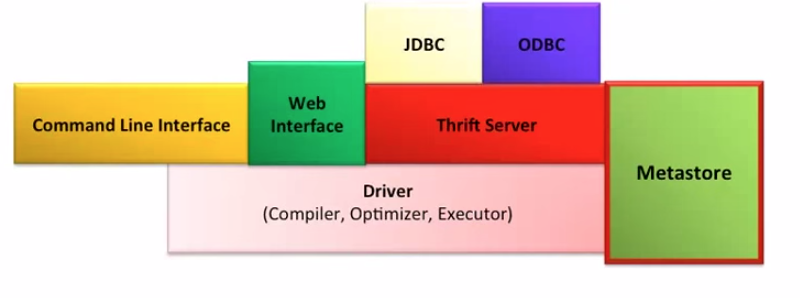 JDBC
ODBC
Command Line Interface
Web
Interface
Thrift Server
Metastore
Driver
(Compiler, Optimizer, Executor)